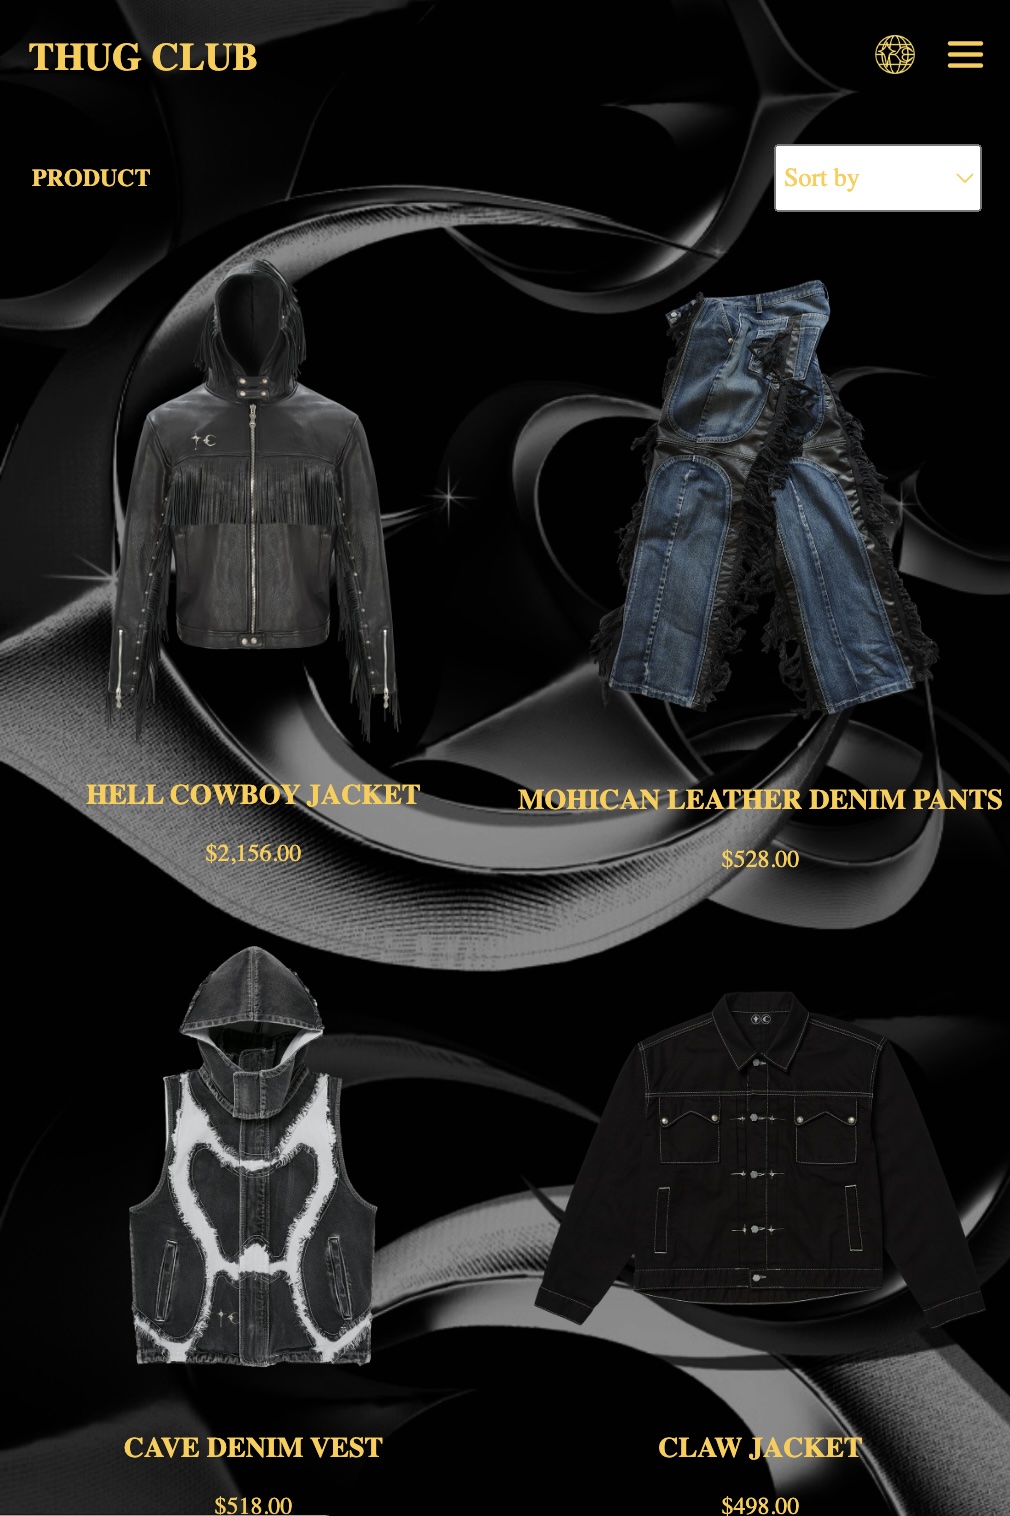 THUG CLUB
PRODUCT
Sort by
HELL COWBOY JACKET
$2,156.00
MOHICAN LEATHER DENIM PANTS
$528.00
CAVE DENIM VEST
$518.00
CLAW JACKET
$498.00